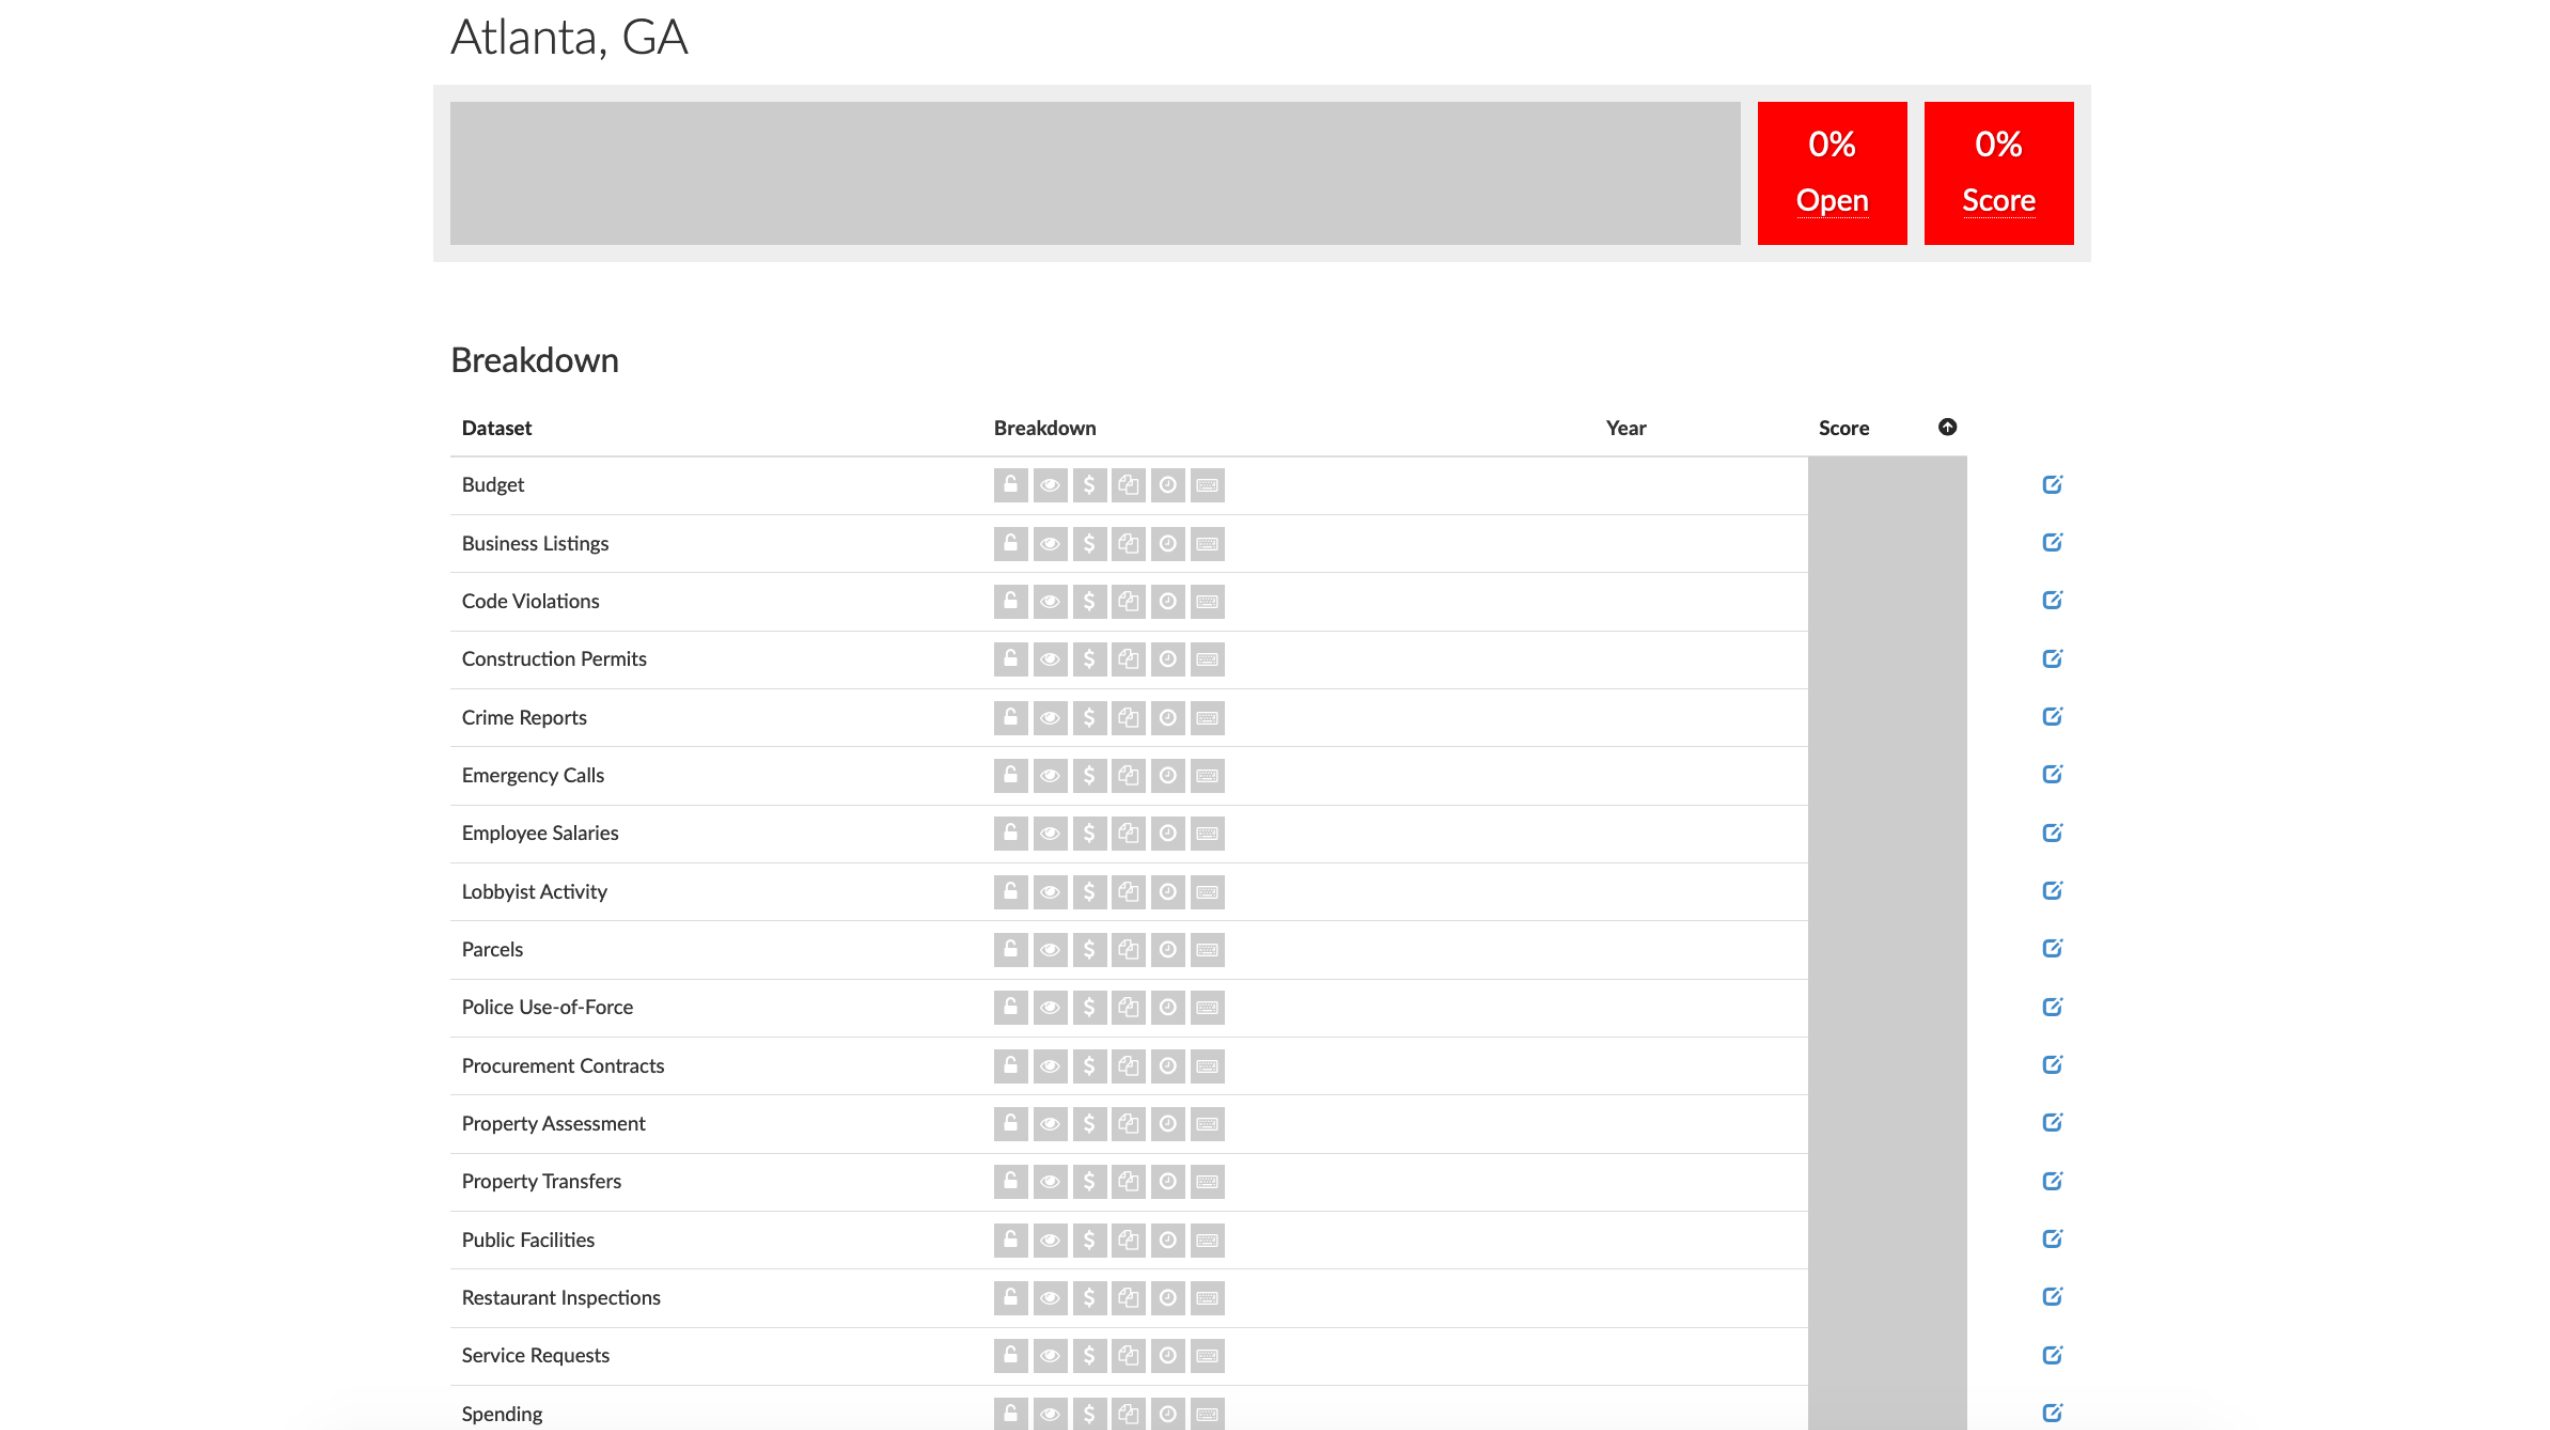 Atlanta, GA
0%
Open
0%
Score
Breakdown
Dataset Breakdown Year Score
Budget $
Business Listings $
Code Violations $
Construction Permits $
Crime Reports $
Emergency Calls $
Employee Salaries $
Lobbyist Activity $
Parcels $
Police Use-of-Force $
Procurement Contracts $
Property Assessment $
Property Transfers $
Public Facilities $
Restaurant Inspections $
Service Requests $
Spending $